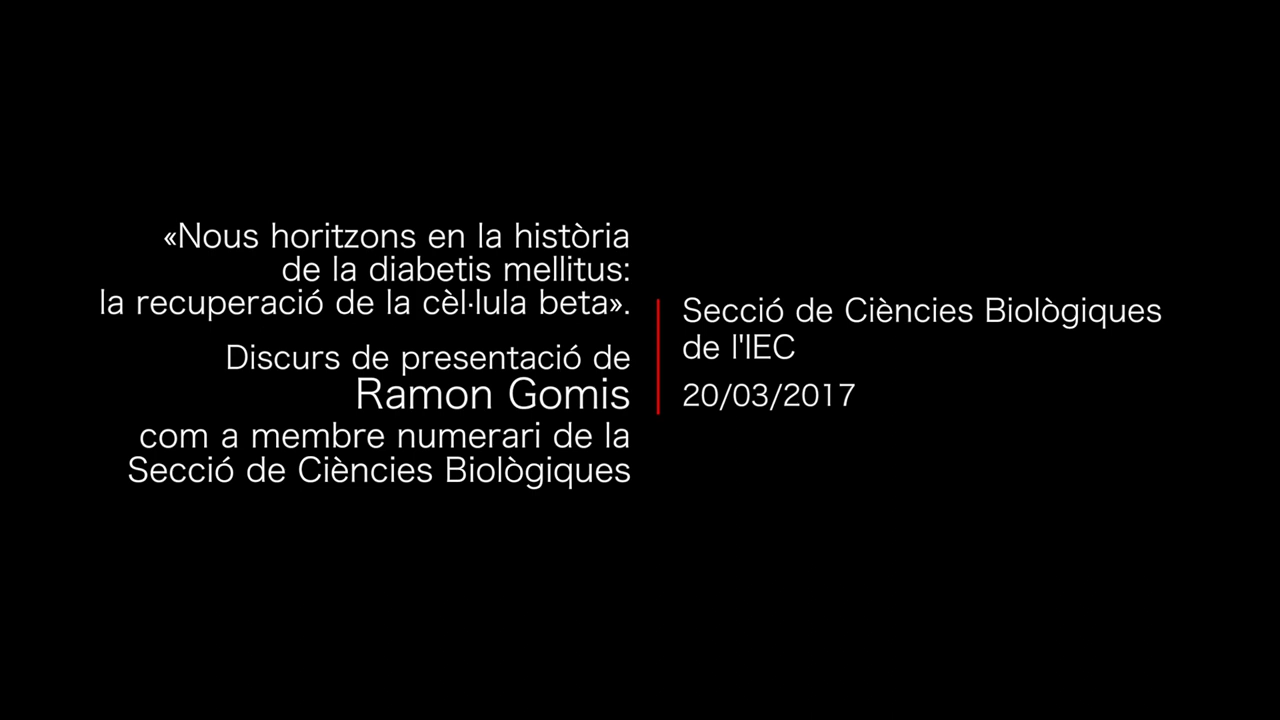 «Nous horitzons en la història
de la diabetis mellitus:
la recuperació de la cèl·lula beta».
Discurs de presentació de
Ramon Gomis
com a membre numerari de la
Secció de Ciències Biològiques
Secció de Ciències Biològiques
de l'IEC
20/03/2017